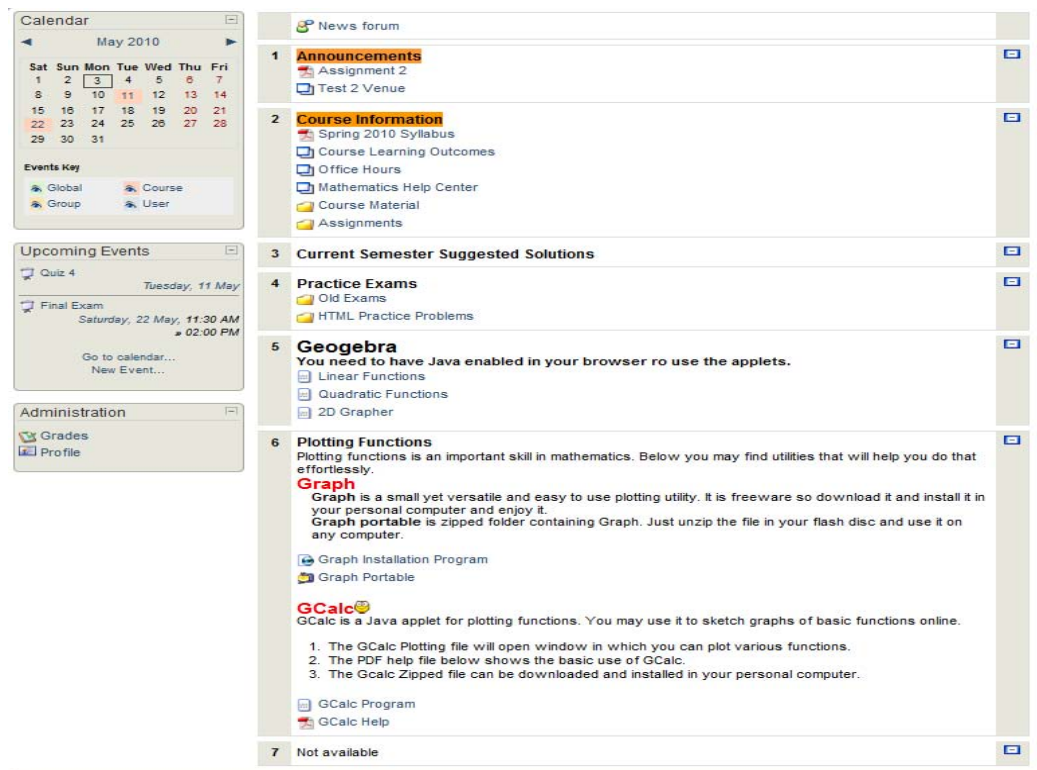 Calendar
May 2010
Sat Sun Mon Tue Wed Thu Fri
1 2 3 4 5 6 7
8 9 10 11 12 13 14
15 16 17 18 19 20 21
22 23 24 25 26 27 28
29 30 31
Events Key
Global Course
Group User
Upcoming Events
Quiz 4
Tuesday, 11 May
Final Exam
Saturday, 22 May, 11:30 AM
» 02:00 PM
Go to calendar...
New Event...
Administration
Grades
Profile
News forum
1 Announcements
Assignment 2
Test 2 Venue
2 Course Information
Spring 2010 Syllabus
Course Learning Outcomes
Office Hours
Mathematics Help Center
Course Material
Assignments
3 Current Semester Suggested Solutions
4 Practice Exams
Old Exams
HTML Practice Problems
5 Geogebra
You need to have Java enabled in your browser ro use the applets.
Linear Functions
Quadratic Functions
2D Grapher
6 Plotting Functions
Plotting functions is an important skill in mathematics. Below you may find utilities that will help you do that
effortlessly.
Graph
Graph is a small yet versatile and easy to use plotting utility. It is freeware so download it and install it in
your personal computer and enjoy it.
Graph portable is zipped folder containing Graph. Just unzip the file in your flash disc and use it on
any computer.
Graph Installation Program
Graph Portable
GCalc
GCalc is a Java applet for plotting functions. You may use it to sketch graphs of basic functions online.
1. The GCalc Plotting file will open window in which you can plot various functions.
2. The PDF help file below shows the basic use of GCalc.
3. The Gcalc Zipped file can be downloaded and installed in your personal computer.
GCalc Program
GCalc Help
7 Not available